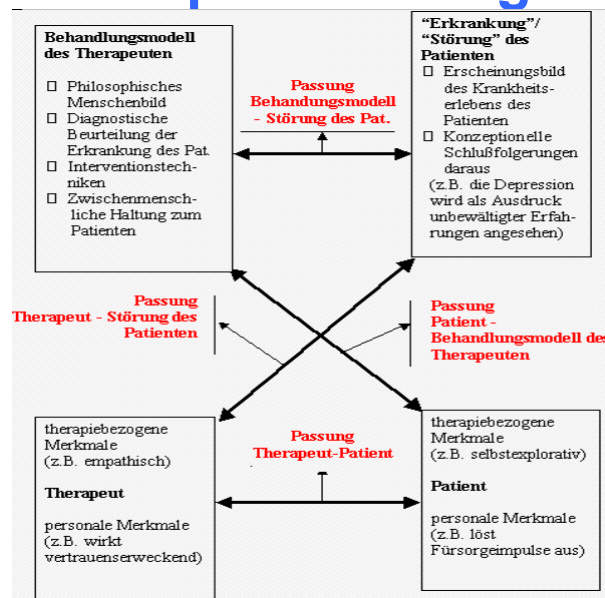 Behandlungsmodell
des Therapeuten
□ Philosophisches
Menschenbild
□ Diagnostische
Beurteilung der
Erkrankung des Pat.
□ Interventionstech-
niken
□ Zwischenmensch-
liche Haltung zum
Patienten
Passung
Behandlungsmodell
- Störung des Pat.
“Erkrankung”/
“Störung” des
Patienten
□ Erscheinungsbild
des Krankheits-
erlebens des
Patienten
□ Konzeptionelle
Schlußfolgerungen
daraus
(z.B. die Depression
wird als Ausdruck
unbewältigter Erfah-
rungen angesehen)
Passung
Therapeut - Störung des
Patienten
Passung
Patient -
Behandlungsmodell des
Therapeuten
therapiebezogene
Merkmale
(z.B. empathisch)
Therapeut
personale Merkmale
(z.B. wirkt
vertrauenserweckend)
Passung
Therapeut-Patient
therapiebezogene
Merkmale
(z.B. selbstexplorativ)
Patient
personale Merkmale
(z.B. löst
Fürsorgeimpulse aus)